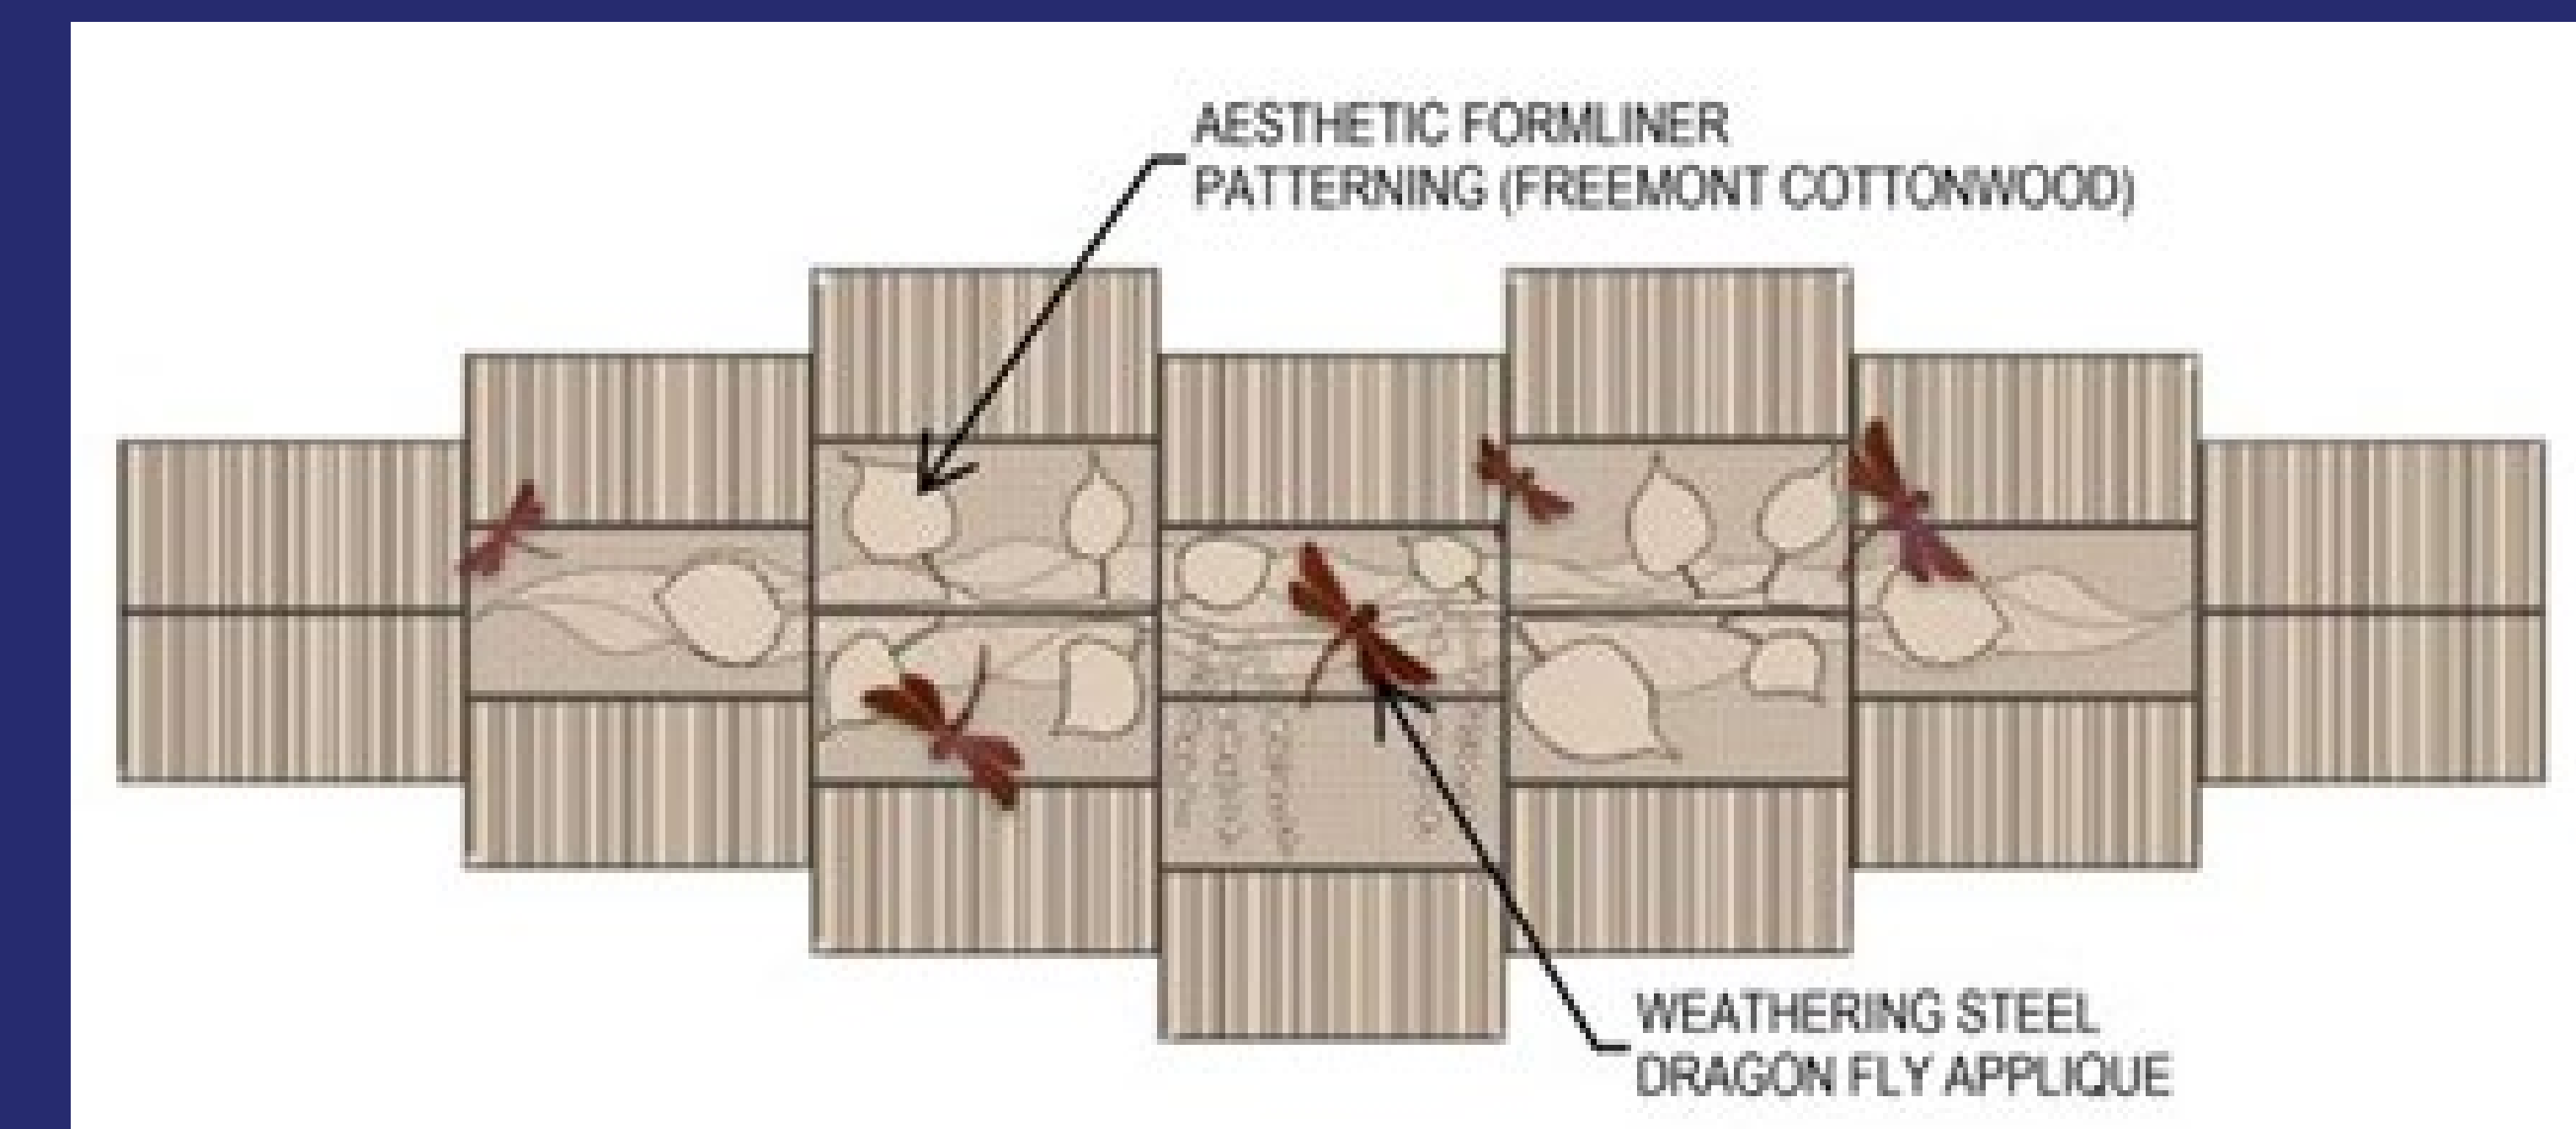 AESTHETIC FORMLINER
PATTERNING (FREEMONT COTTONWOOD)
WEATHERING STEEL
DRAGON FLY APPLIQUE